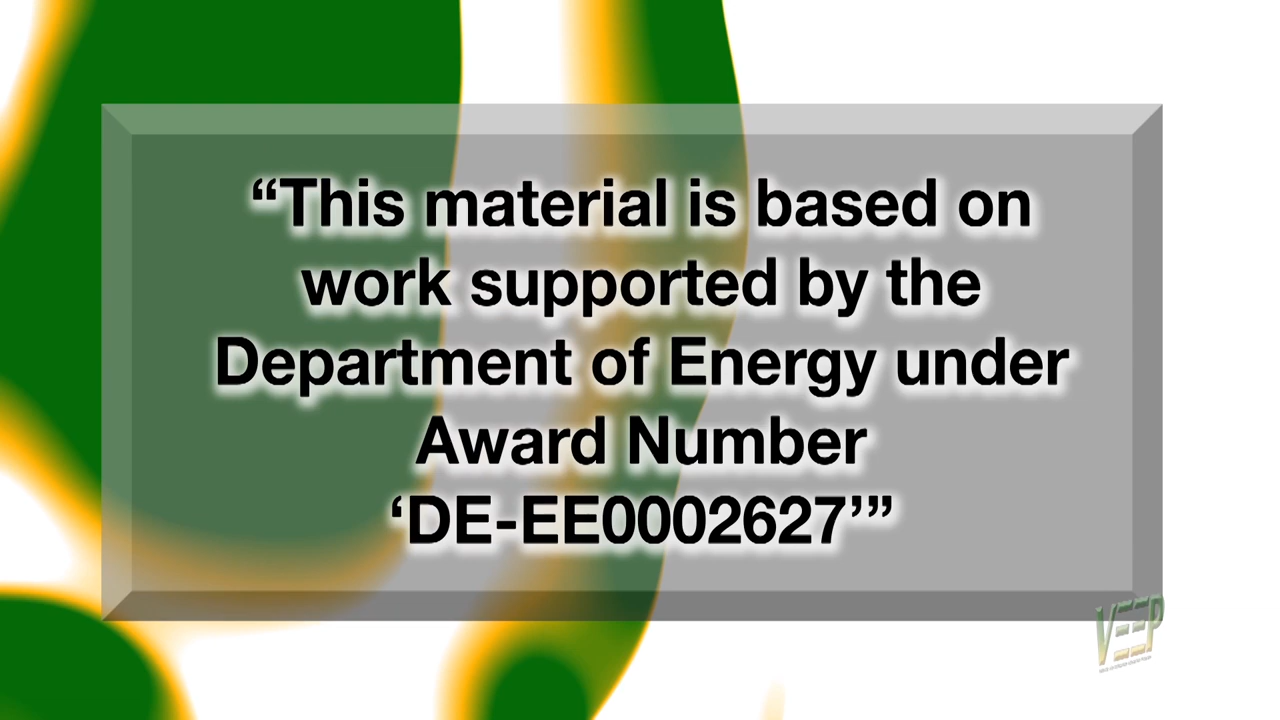 “This material is based on
work supported by the
Department of Energy under
Award Number
‘DE-EE0002627’”
VEEP